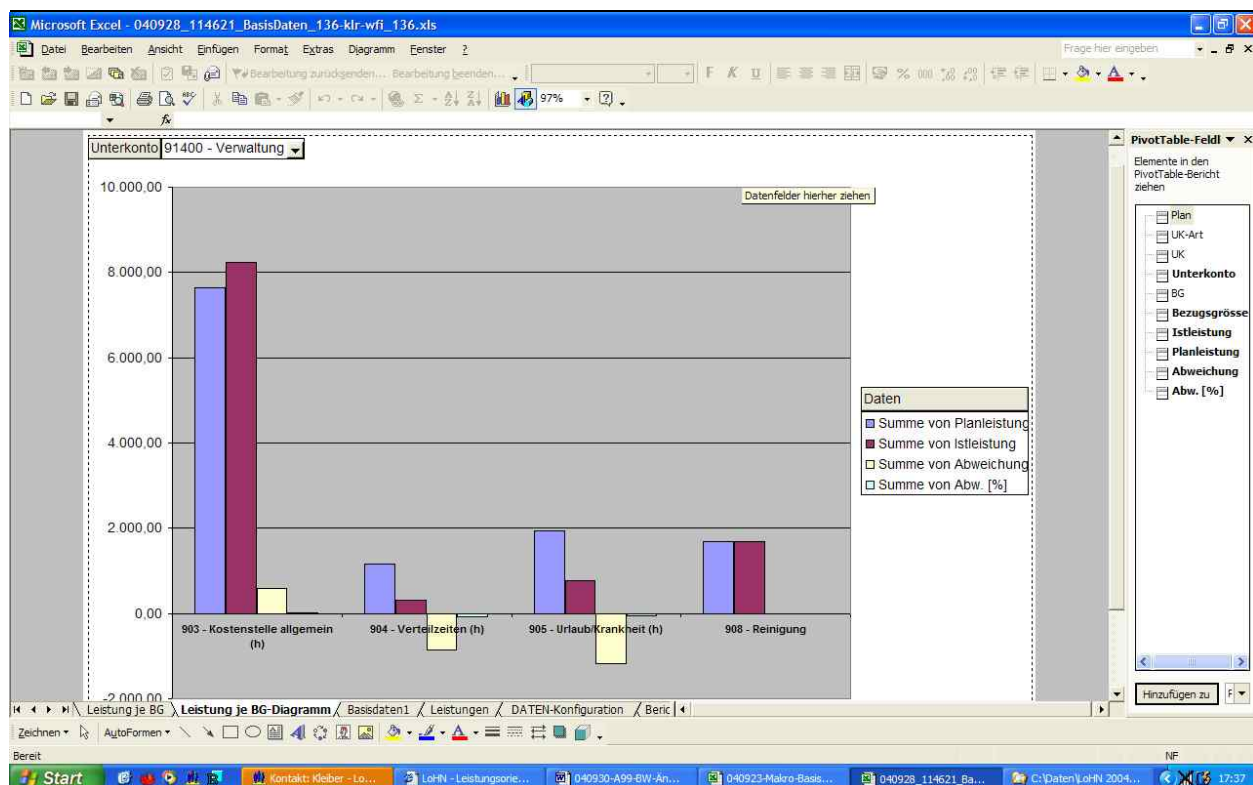 Microsoft Excel - 040928_114621_BasisDaten_136-klr-wfi_136.xls
Datei Bearbeiten Ansicht Einfügen Format Extras Diagramm Fenster ?
Frage hier eingeben
Bearbeitung zurücksenden... Bearbeitung beenden...
F K U
% 000
97%
fx
Unterkonto 91400 - Verwaltung
PivotTable-Feldl
Elemente in den
PivotTable-Bericht
ziehen
Plan
UK-Art
UK
Unterkonto
BG
Bezugsgrösse
Istleistung
Planleistung
Abweichung
Abw. [%]
Hinzufügen zu
Datenfelder hierher ziehen
10.000,00
8.000,00
6.000,00
4.000,00
2.000,00
0,00
-2.000,00
903 - Kostenstelle allgemein
(h)
904 - Verteilzeiten (h)
905 - Urlaub/Krankheit (h)
908 - Reinigung
Daten
Summe von Planleistung
Summe von Istleistung
Summe von Abweichung
Summe von Abw. [%]
Leistung je BG Leistung je BG-Diagramm Basisdaten1 Leistungen DATEN-Konfiguration Beric
Zeichnen AutoFormen
Bereit
NF
Start Kontakt: Kleiber - Lo... LoHN - Leistungsorie... 040930-A99-BW-Än... 040923-Makro-Basis... 040928_114621_Ba... C:\Daten\LoHN 2004... 17:37